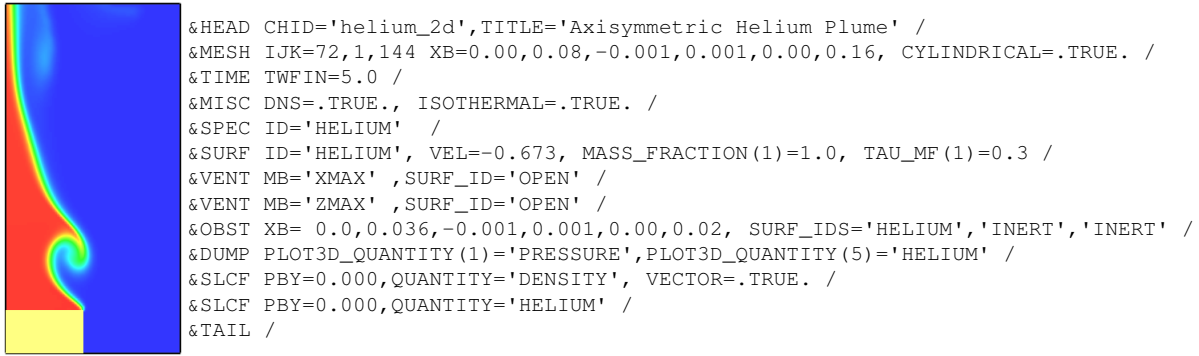 &HEAD CHID='helium_2d',TITLE='Axisymmetric Helium Plume' /
&MESH IJK=72,1,144 XB=0.00,0.08,-0.001,0.001,0.00,0.16, CYLINDRICAL=.TRUE. /
&TIME TWFIN=5.0 /
&MISC DNS=.TRUE., ISOTHERMAL=.TRUE. /
&SPEC ID='HELIUM'  /
&SURF ID='HELIUM', VEL=-0.673, MASS_FRACTION(1)=1.0, TAU_MF(1)=0.3 /
&VENT MB='XMAX' ,SURF_ID='OPEN' /
&VENT MB='ZMAX' ,SURF_ID='OPEN' /
&OBST XB= 0.0,0.036,-0.001,0.001,0.00,0.02, SURF_IDS='HELIUM','INERT','INERT' /
&DUMP PLOT3D_QUANTITY(1)='PRESSURE',PLOT3D_QUANTITY(5)='HELIUM' /
&SLCF PBY=0.000,QUANTITY='DENSITY', VECTOR=.TRUE. /
&SLCF PBY=0.000,QUANTITY='HELIUM' /
&TAIL /